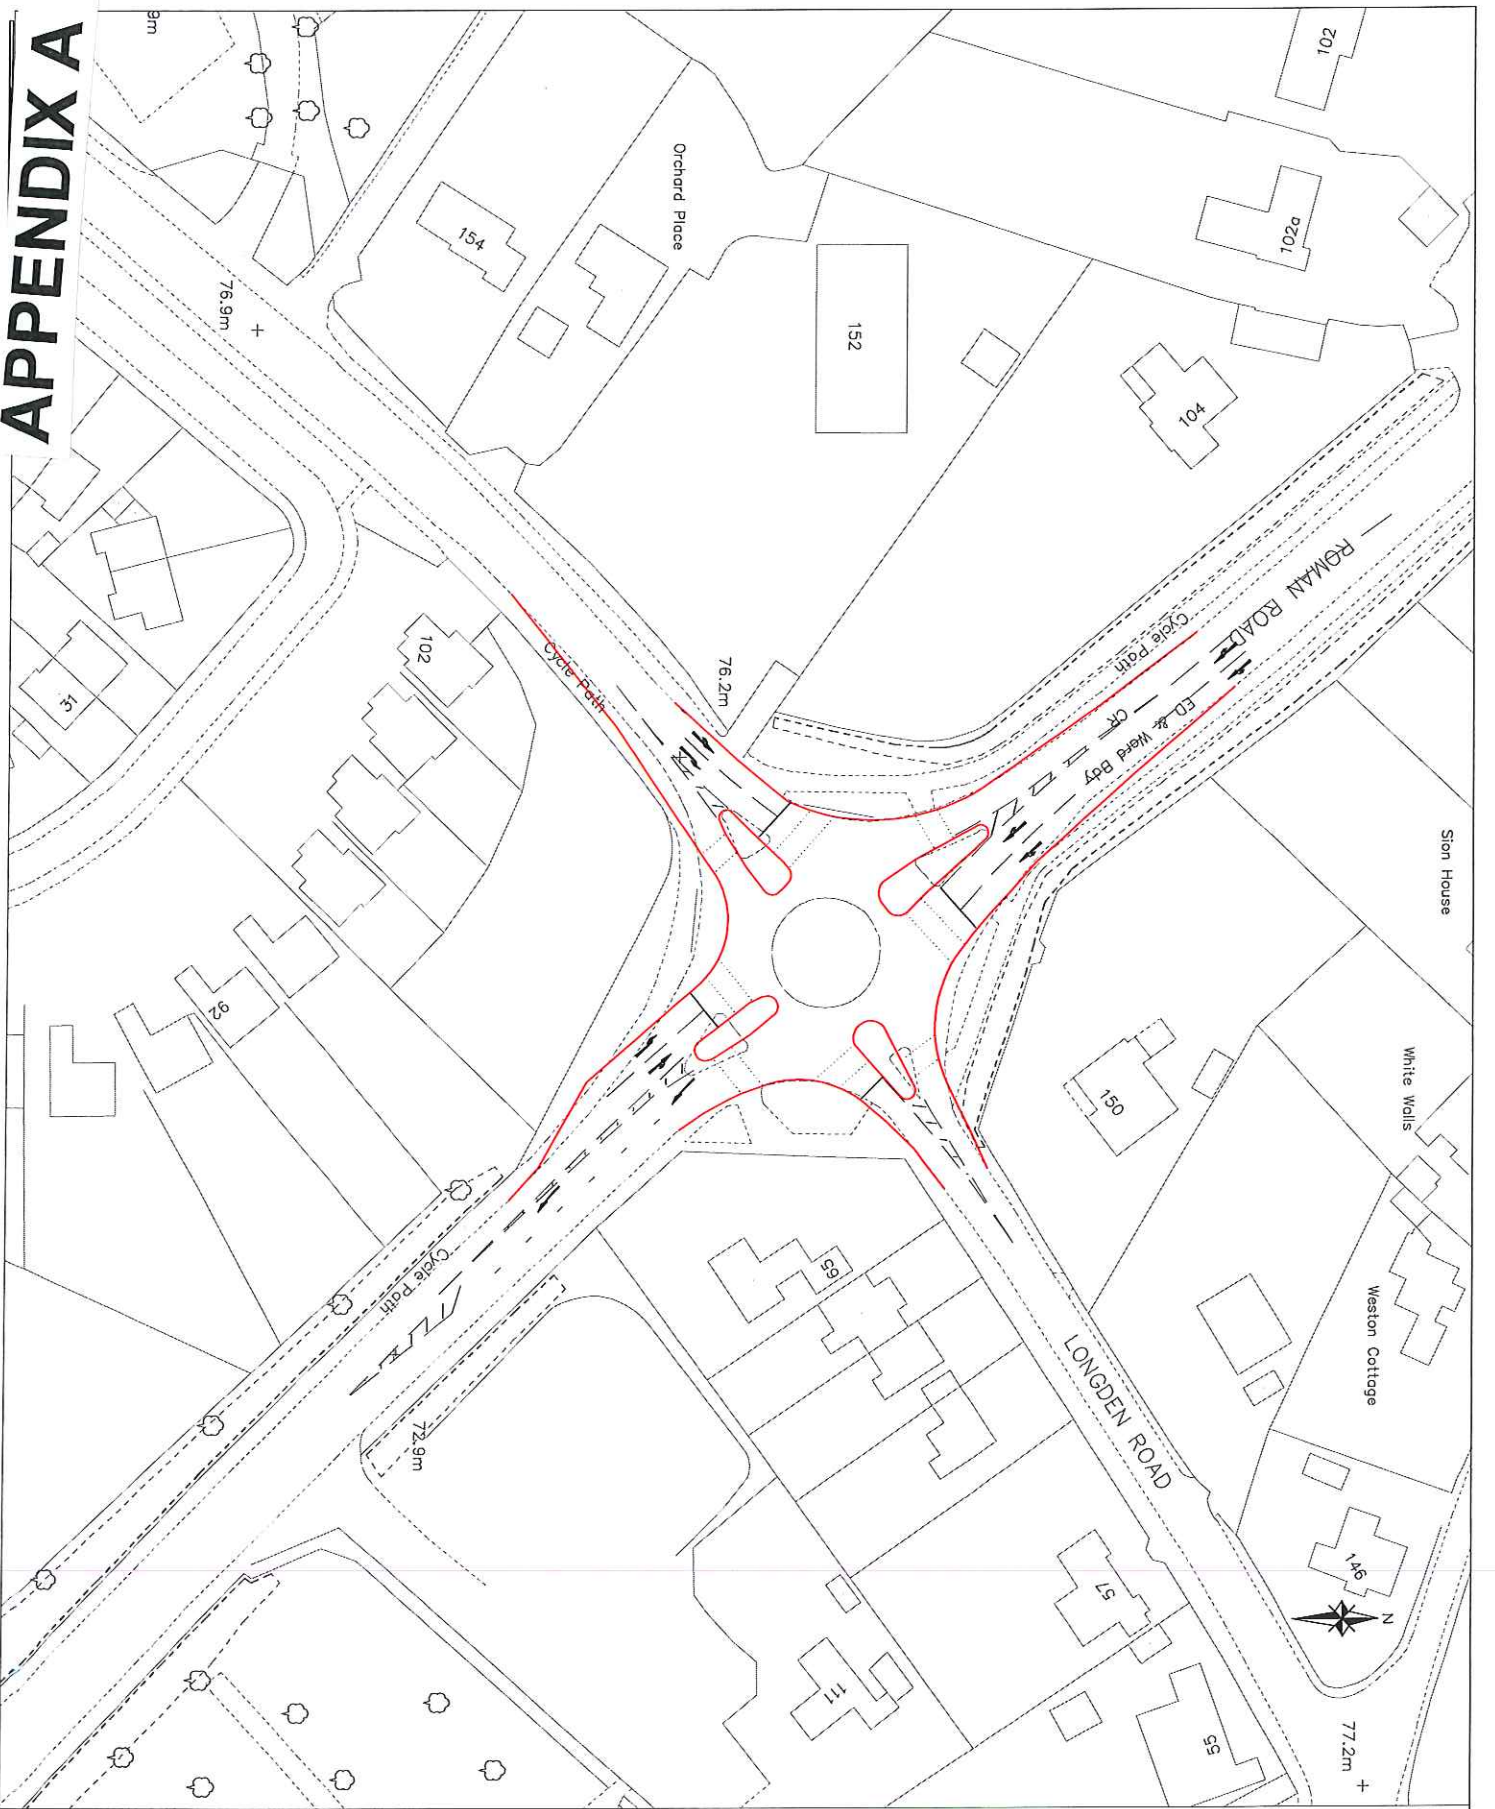 APPENDIX A
9m
102
102a
Orchard Place
154
76.9m
152
104
ROMAN ROAD
Cycle Path
ED & Ward Bdy
CR
102
Cycle Path
76.2m
31
Sion House
92
150
White Walls
65
Cycle Path
72.9m
Weston Cottage
LONGDEN ROAD
146
N
57
111
55
77.2m